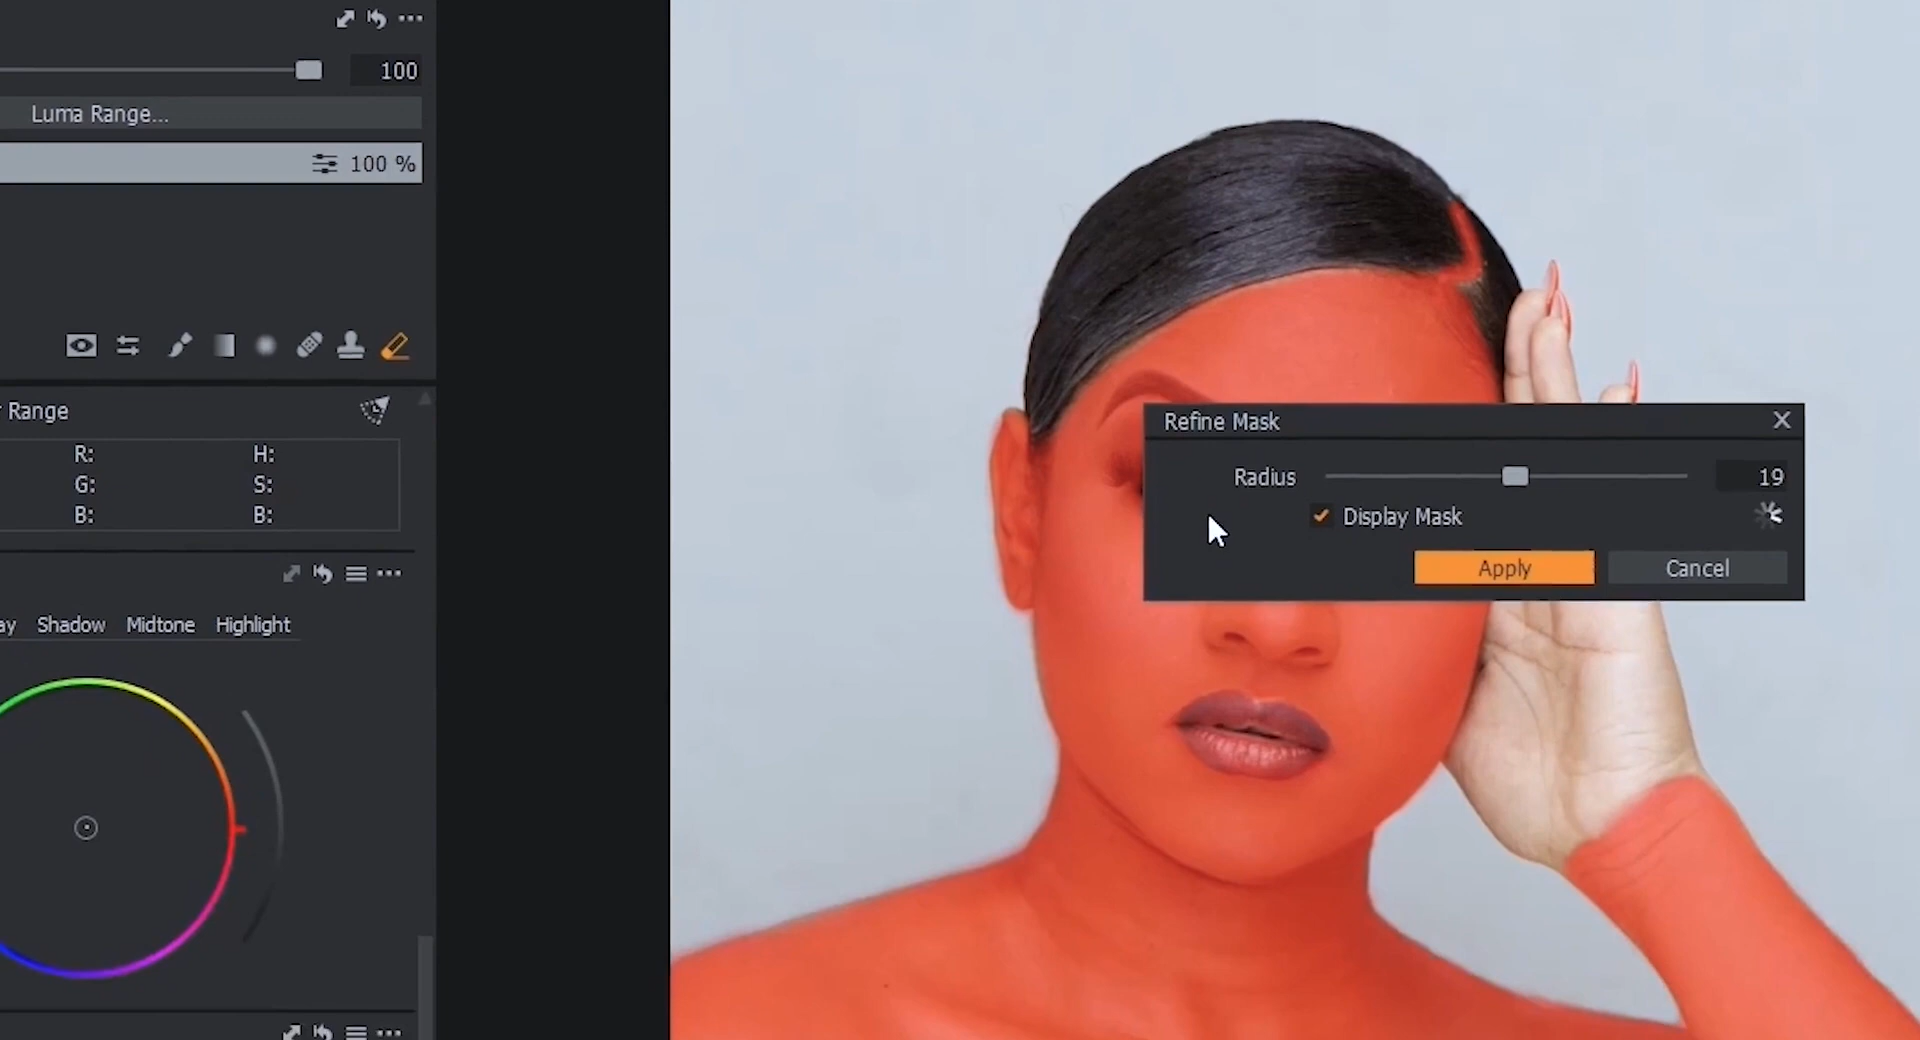 100
Luma Range...
100 %
Range
R: H:
G: S:
B: B:
ay Shadow Midtone Highlight
Refine Mask
Radius 19
Display Mask
Apply Cancel